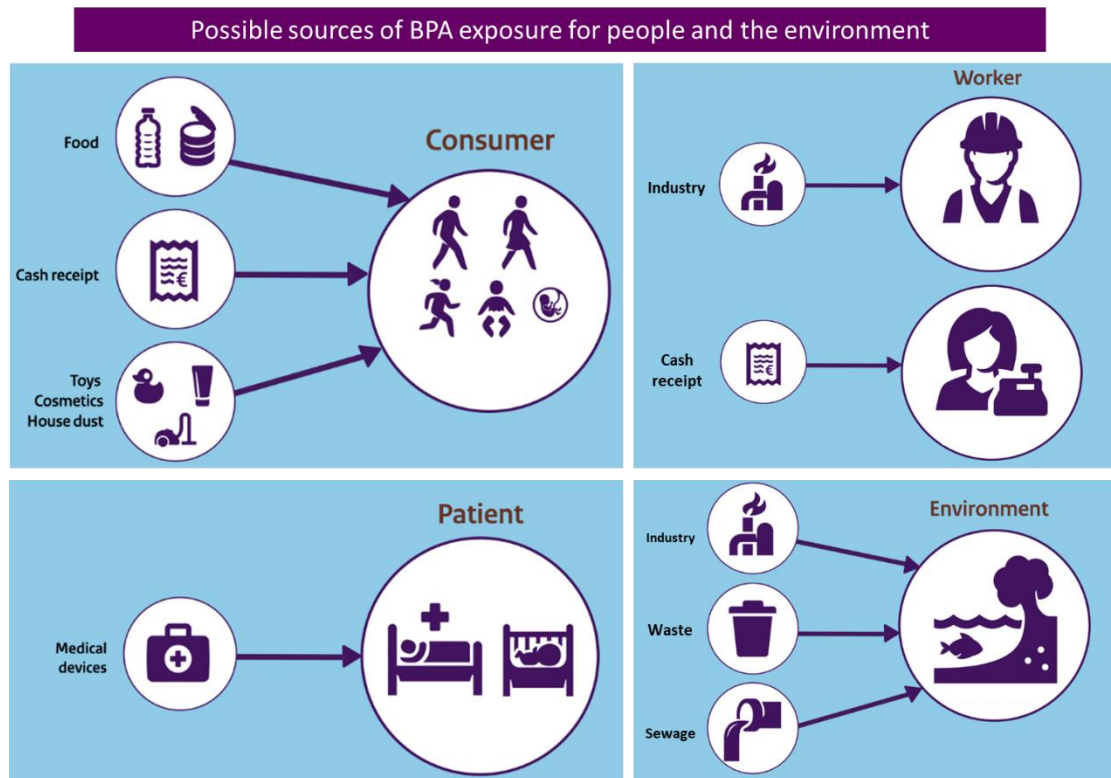 Possible sources of BPA exposure for people and the environment
Consumer
Food
Cash receipt
€
Toys
Cosmetics
House dust
Worker
Industry
Cash
receipt
€
Patient
Medical
devices
Environment
Industry
Waste
Sewage